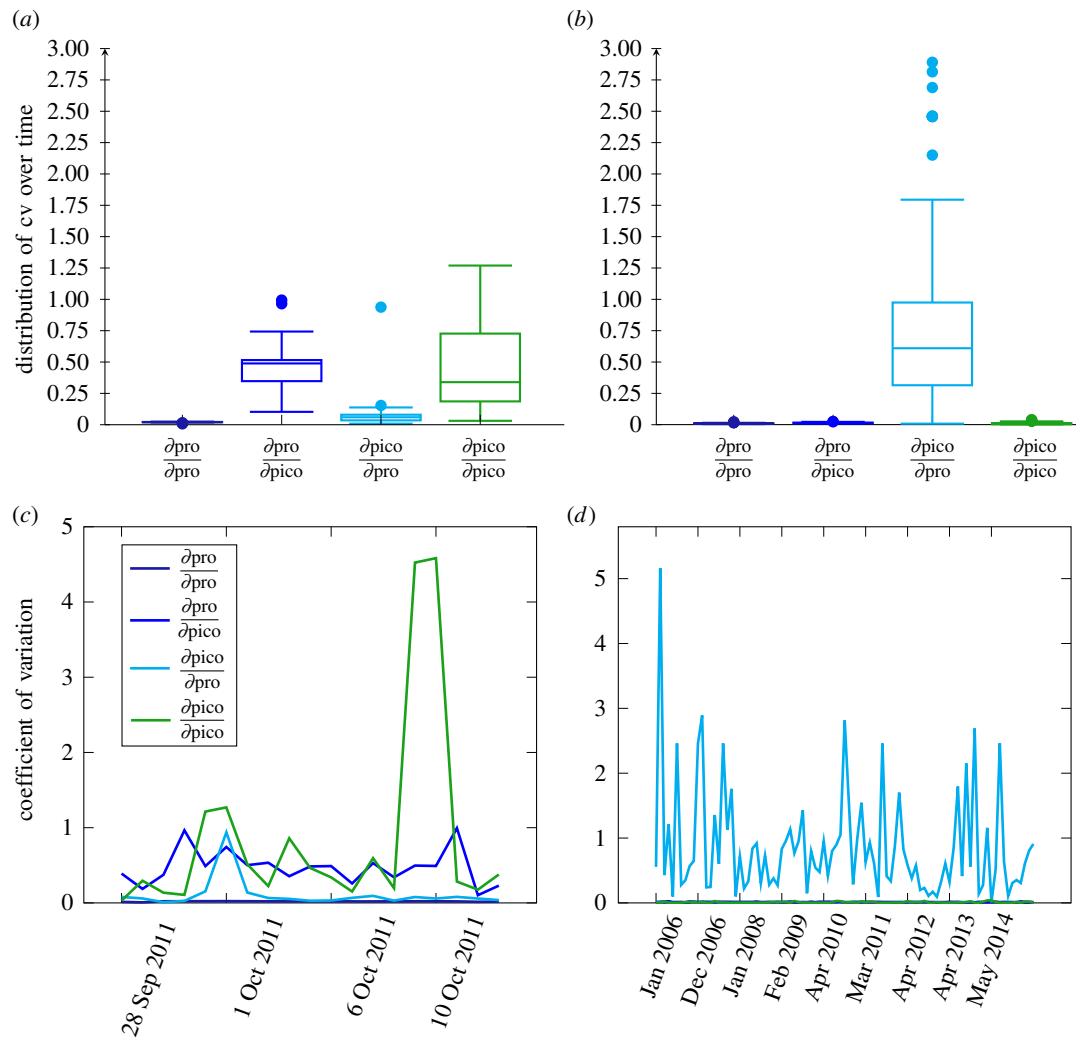 (a)
(b)
distribution of cv over time
3.00
2.75
2.50
2.25
2.00
1.75
1.50
1.25
1.00
0.75
0.50
0.25
0
∂pro
∂pro
∂pro
∂pico
∂pico
∂pro
∂pico
∂pico
3.00
2.75
2.50
2.25
2.00
1.75
1.50
1.25
1.00
0.75
0.50
0.25
0
∂pro
∂pro
∂pro
∂pico
∂pico
∂pro
∂pico
∂pico
(c)
(d)
coefficient of variation
5
4
3
2
1
0
∂pro
∂pro
∂pro
∂pico
∂pico
∂pro
∂pico
∂pico
28 Sep 2011
1 Oct 2011
6 Oct 2011
10 Oct 2011
5
4
3
2
1
0
Jan 2006
Dec 2006
Jan 2008
Feb 2009
Apr 2010
Mar 2011
Apr 2012
Apr 2013
May 2014